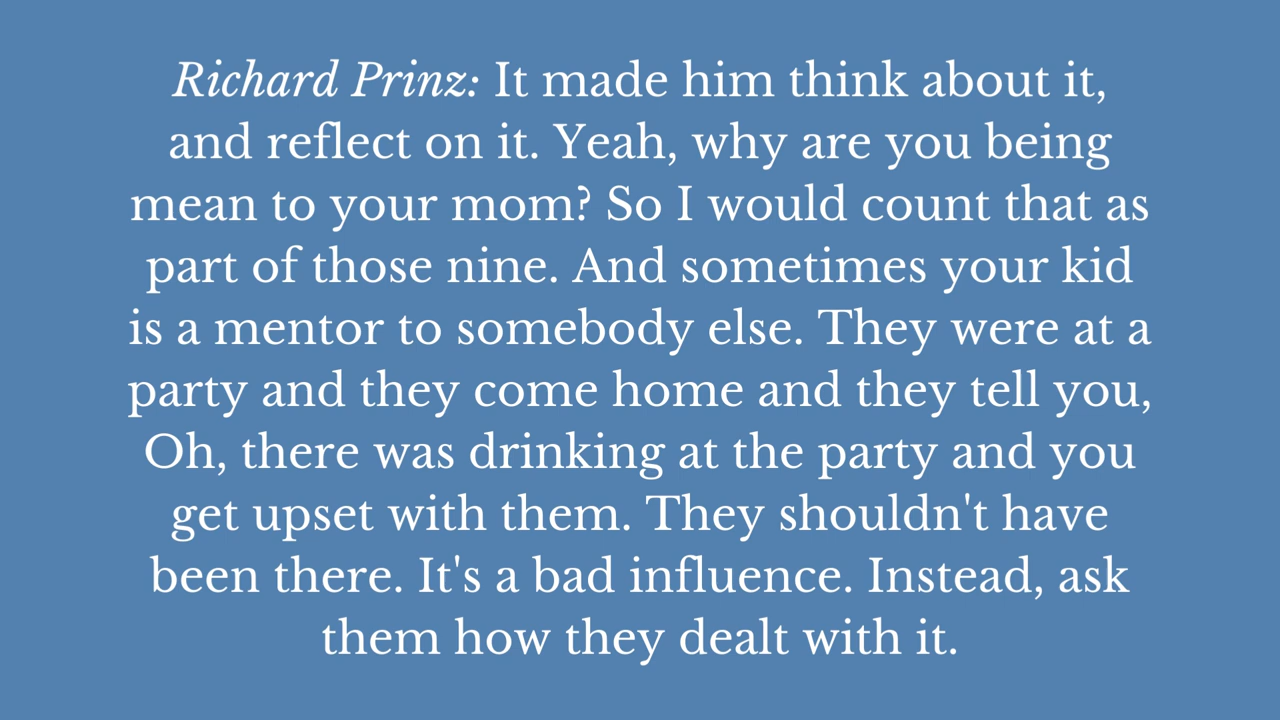 Richard Prinz: It made him think about it,
and reflect on it. Yeah, why are you being
mean to your mom? So I would count that as
part of those nine. And sometimes your kid
is a mentor to somebody else. They were at a
party and they come home and they tell you,
Oh, there was drinking at the party and you
get upset with them. They shouldn't have
been there. It's a bad influence. Instead, ask
them how they dealt with it.